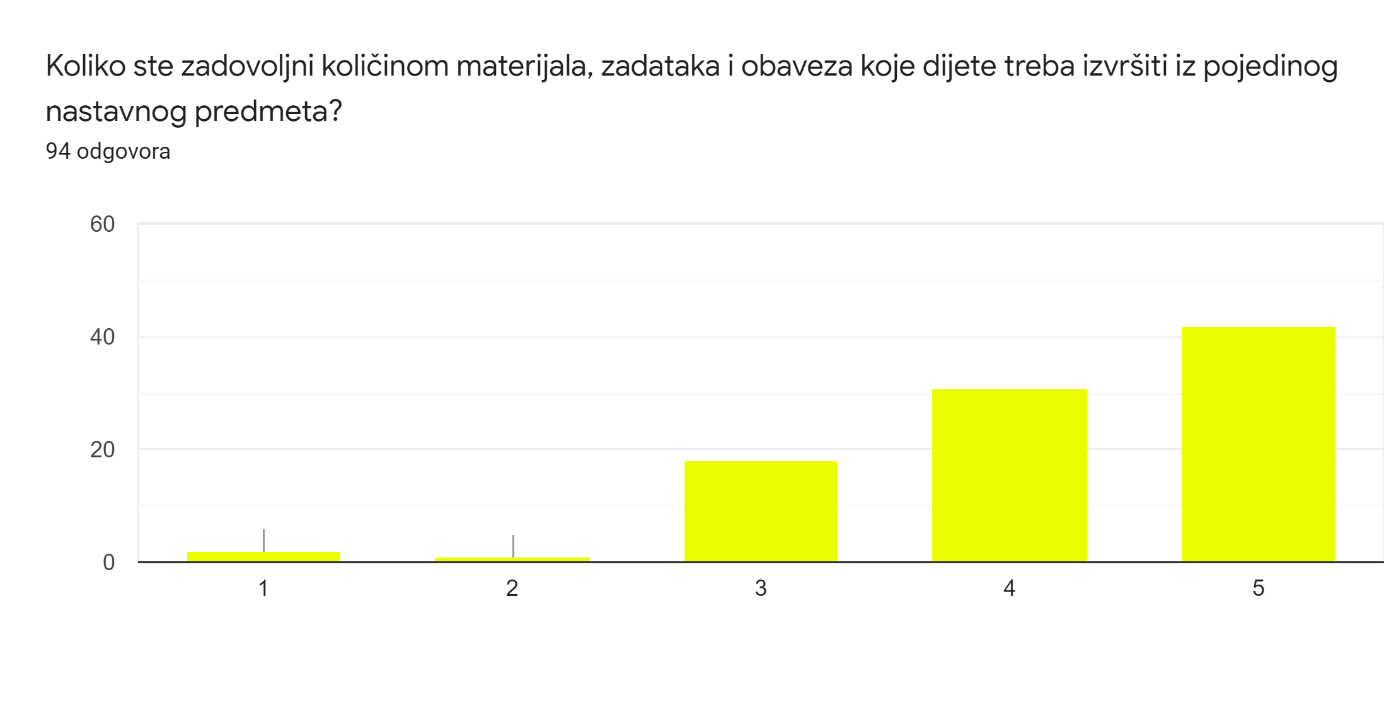 Koliko ste zadovoljni količinom materijala, zadataka i obaveza koje dijete treba izvršiti iz pojedinog
nastavnog predmeta?
94 odgovora
60
40
20
0
1 2 3 4 5